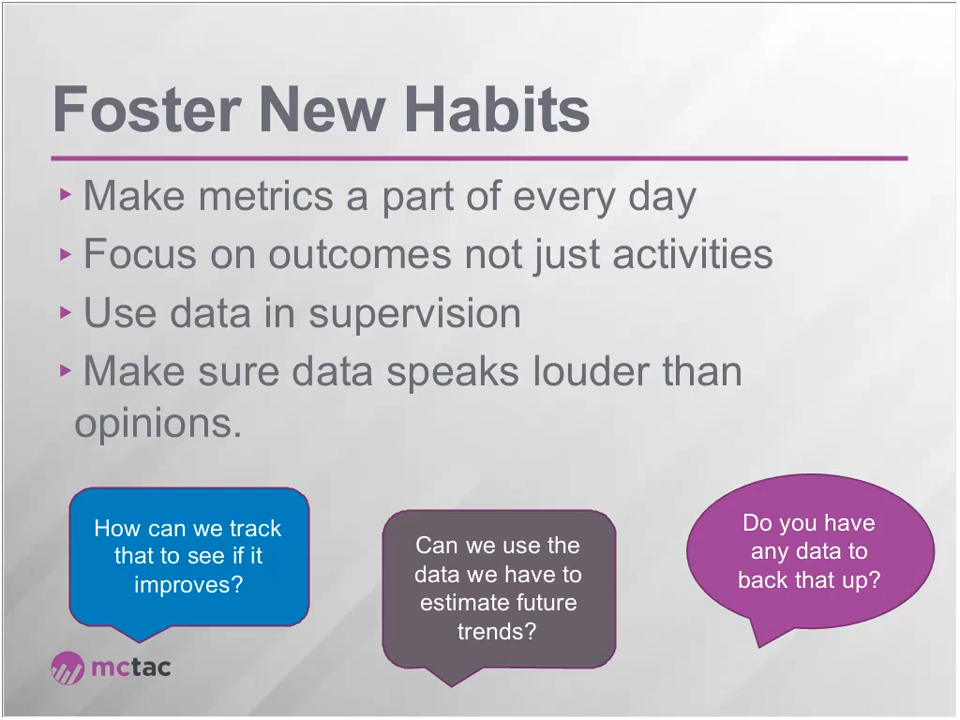 Foster New Habits
Make metrics a part of every day
Focus on outcomes not just activities
Use data in supervision
Make sure data speaks louder than
opinions.
How can we track
that to see if it
improves?
Can we use the
data we have to
estimate future
trends?
Do you have
any data to
back that up?
mctac